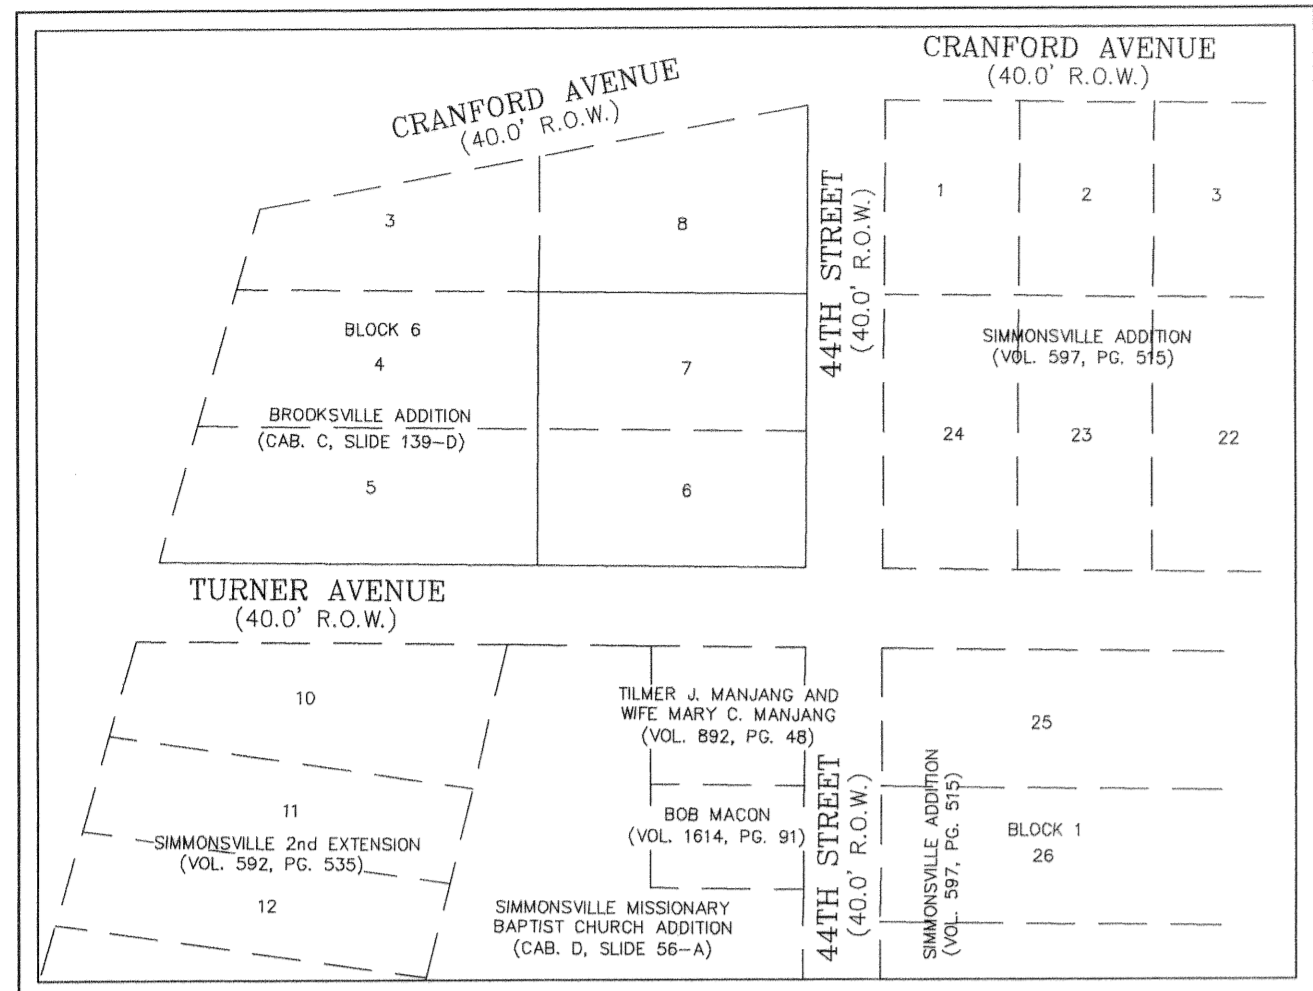 CRANFORD AVENUE
(40.0' R.O.W.)
CRANFORD AVENUE
(40.0' R.O.W.)
3
8
44TH STREET
(40.0' R.O.W.)
1
2
3
BLOCK 6
4
7
BROOKSVILLE ADDITION
(CAB. C, SLIDE 139-D)
5
6
SIMMONSVILLE ADDITION
(VOL. 597, PG. 515)
24
23
22
TURNER AVENUE
(40.0' R.O.W.)
10
11
SIMMONSVILLE 2nd EXTENSION
(VOL. 592, PG. 535)
12
TILMER J. MANJANG AND
WIFE MARY C. MANJANG
(VOL. 892, PG. 48)
BOB MACON
(VOL. 1614, PG. 91)
SIMMONSVILLE MISSIONARY
BAPTIST CHURCH ADDITION
(CAB. D, SLIDE 56-A)
44TH STREET
(40.0' R.O.W.)
SIMMONSVILLE ADDITION
(VOL. 597, PG. 515)
25
BLOCK 1
26